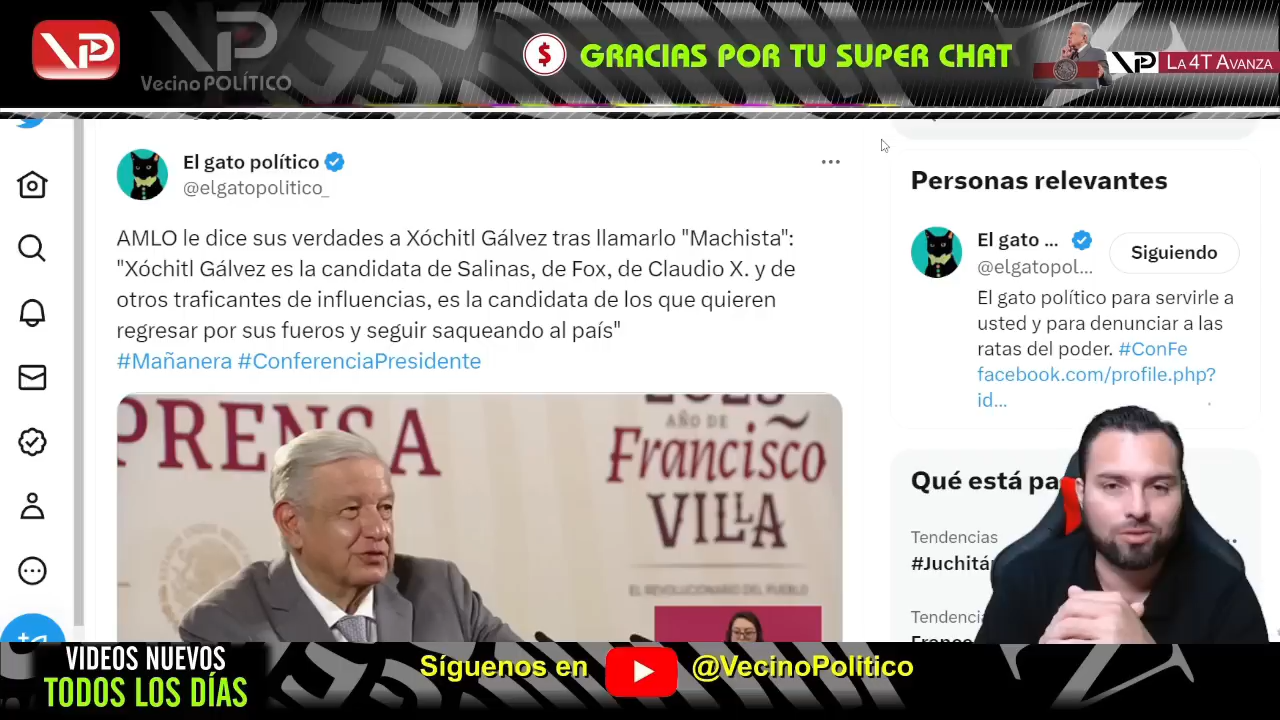 VP
VP
Vecino POLÍTICO
$ GRACIAS POR TU SUPER CHAT
VP LA 4T AVANZA
El gato político
@elgatopolitico_
AMLO le dice sus verdades a Xóchitl Gálvez tras llamarlo "Machista":
"Xóchitl Gálvez es la candidata de Salinas, de Fox, de Claudio X. y de
otros traficantes de influencias, es la candidata de los que quieren
regresar por sus fueros y seguir saqueando al país"
#Mañanera #ConferenciaPresidente
PRENSA
AÑO DE
Francisco
VILLA
EL REVOLUCIONARIO DEL PUEBLO
Personas relevantes
El gato ...
@elgatopol...
Siguiendo
El gato político para servirle a
usted y para denunciar a las
ratas del poder. #ConFe
facebook.com/profile.php?
id...
Qué está pa
Tendencias
#Juchitá
Tendencia
VIDEOS NUEVOS
TODOS LOS DÍAS
Síguenos en @VecinoPolitico